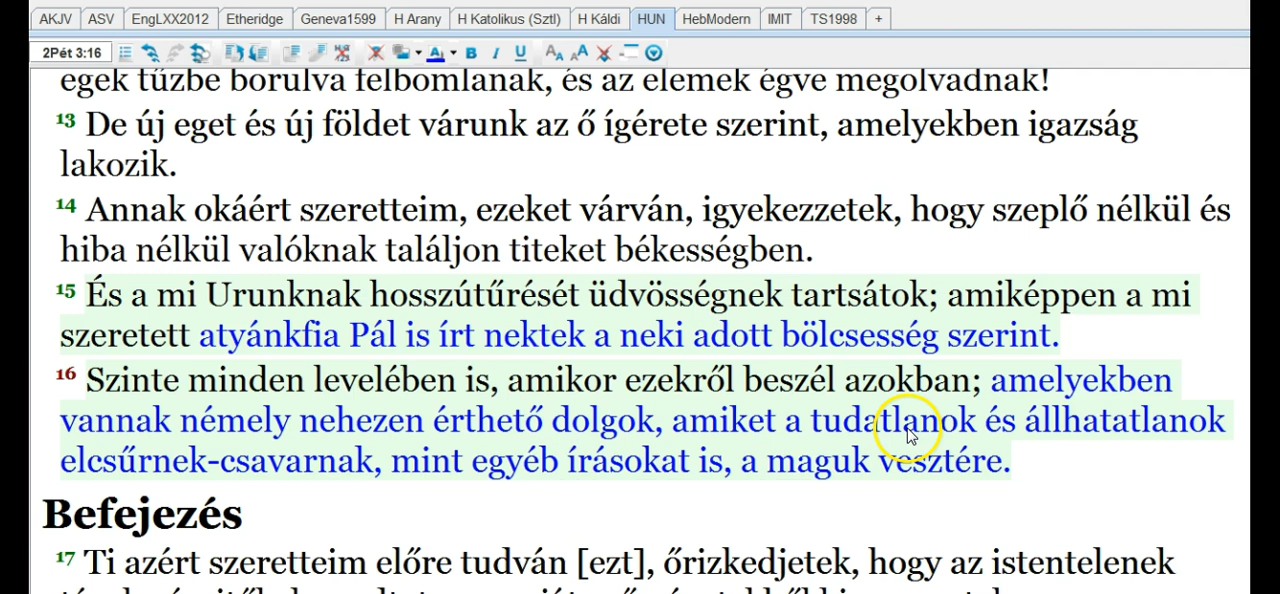 AKJV ASV EngLXX2012 Etheridge Geneva1599 H Arany H Katolikus (Sztl) H Káldi HUN HebModern IMIT TS1998 +
2Pét 3:16 B I U A A A A
egek tűzbe borulva felbomlanak, és az elemek égve megolvadnak!
13 De új eget és új földet várunk az ő ígérete szerint, amelyekben igazság
lakozik.
14 Annak okáért szeretteim, ezeket várván, igyekezzetek, hogy szeplő nélkül és
hiba nélkül valóknak találjon titeket békességben.
15 És a mi Urunknak hosszútűrését üdvösségnek tartsátok; amiképpen a mi
szeretett atyánkfia Pál is írt nektek a neki adott bölcsesség szerint.
16 Szinte minden levelében is, amikor ezekről beszél azokban; amelyekben
vannak némely nehezen érthető dolgok, amiket a tudatlanok és állhatatlanok
elcsűrnek-csavarnak, mint egyéb írásokat is, a maguk vesztére.
Befejezés
17 Ti azért szeretteim előre tudván [ezt], őrizkedjetek, hogy az istentelenek